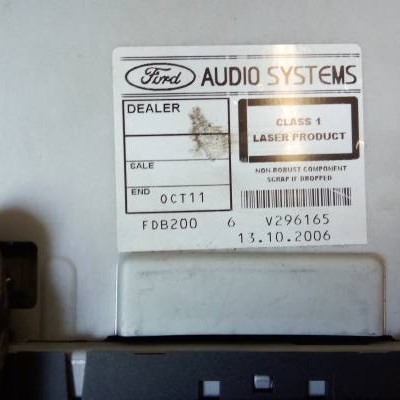 Ford AUDIO SYSTEMS
DEALER
CLASS 1
LASER PRODUCT
SALE
NON-ROBUST COMPONENT
SCRAP IF DROPPED
END OCT11
FDB200 6 V296165
13.10.2006